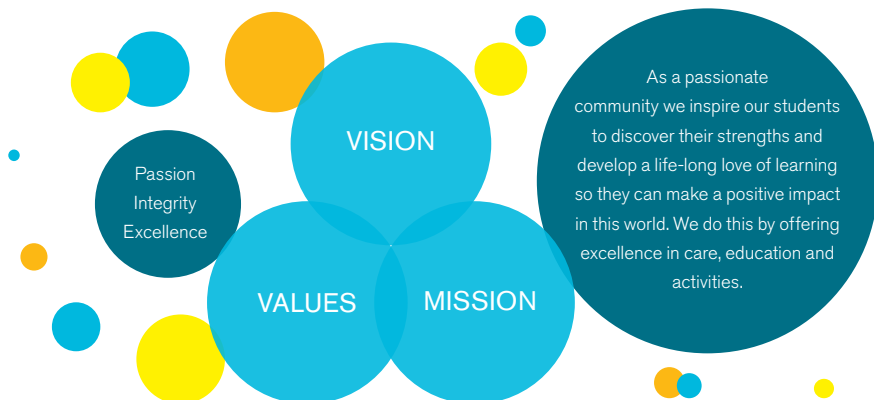 VISION
Passion
Integrity
Excellence
VALUES
MISSION
As a passionate
community we inspire our students
to discover their strengths and
develop a life-long love of learning
so they can make a positive impact
in this world. We do this by offering
excellence in care, education and
activities.